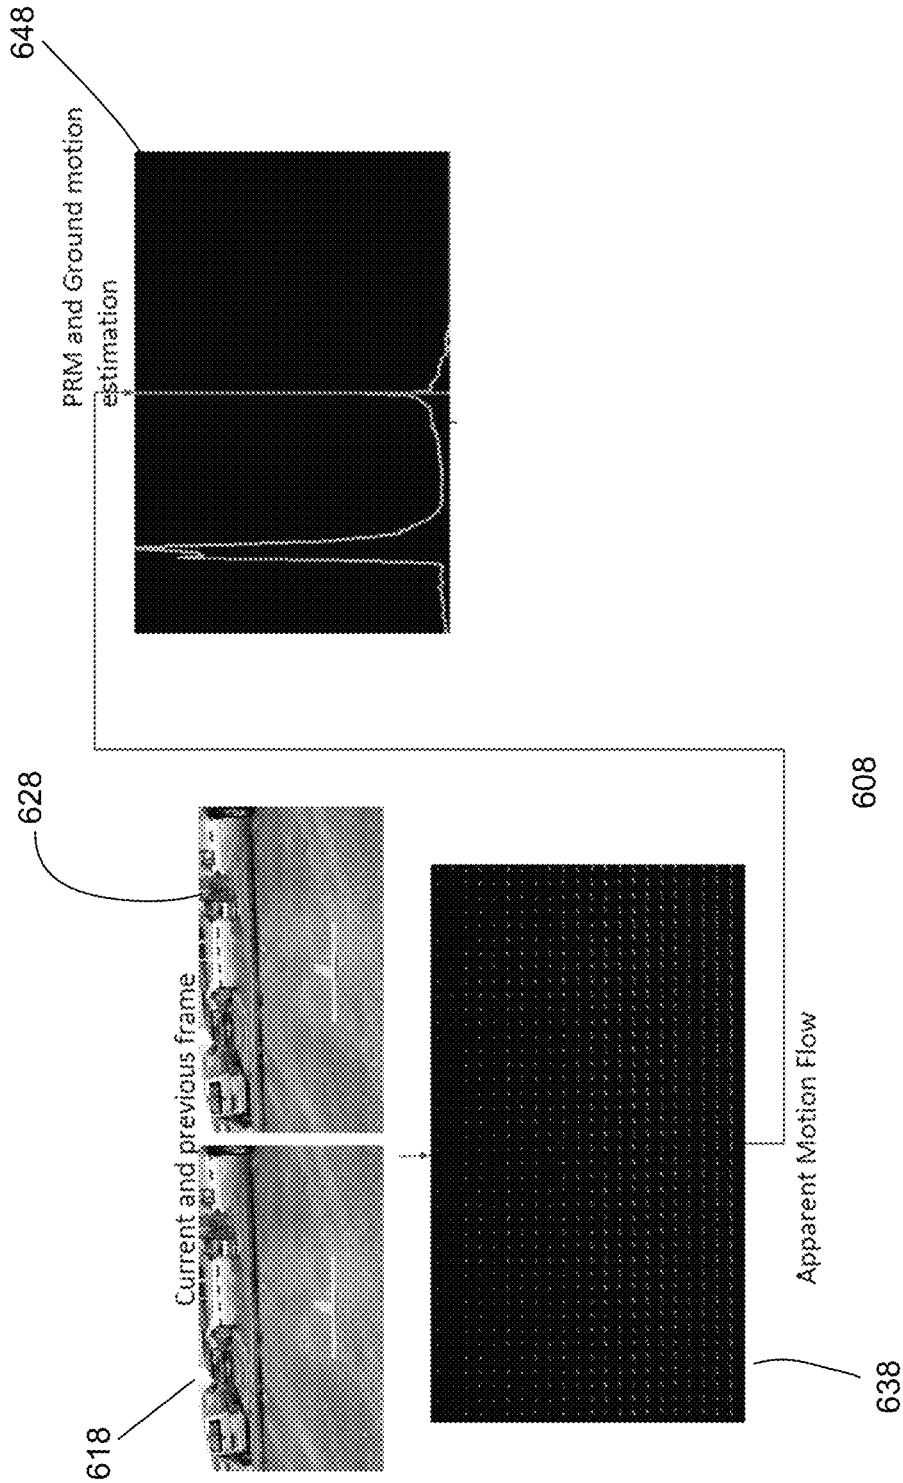 618
Current and previous frame
628
638
Apparent Motion Flow
608
PRM and Ground motion
estimation
648